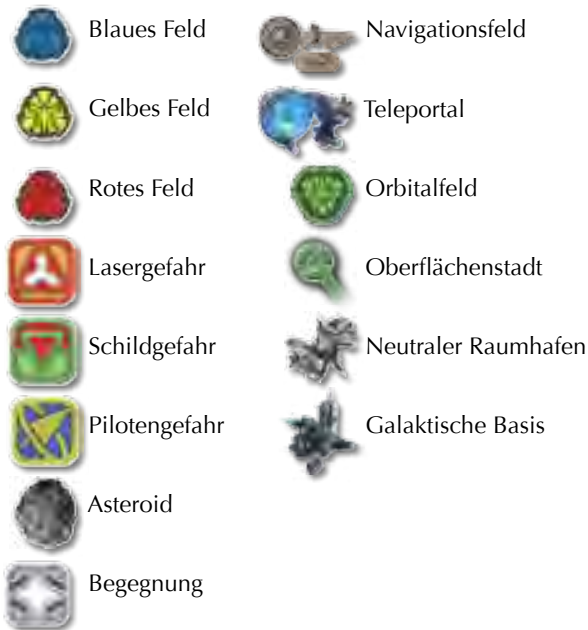 Blaues Feld
Gelbes Feld
Rotes Feld
Lasergefahr
Schildgefahr
Pilotengefahr
Asteroid
Begegnung
Navigationsfeld
Teleportal
Orbitalfeld
Oberflächenstadt
Neutraler Raumhafen
Galaktische Basis